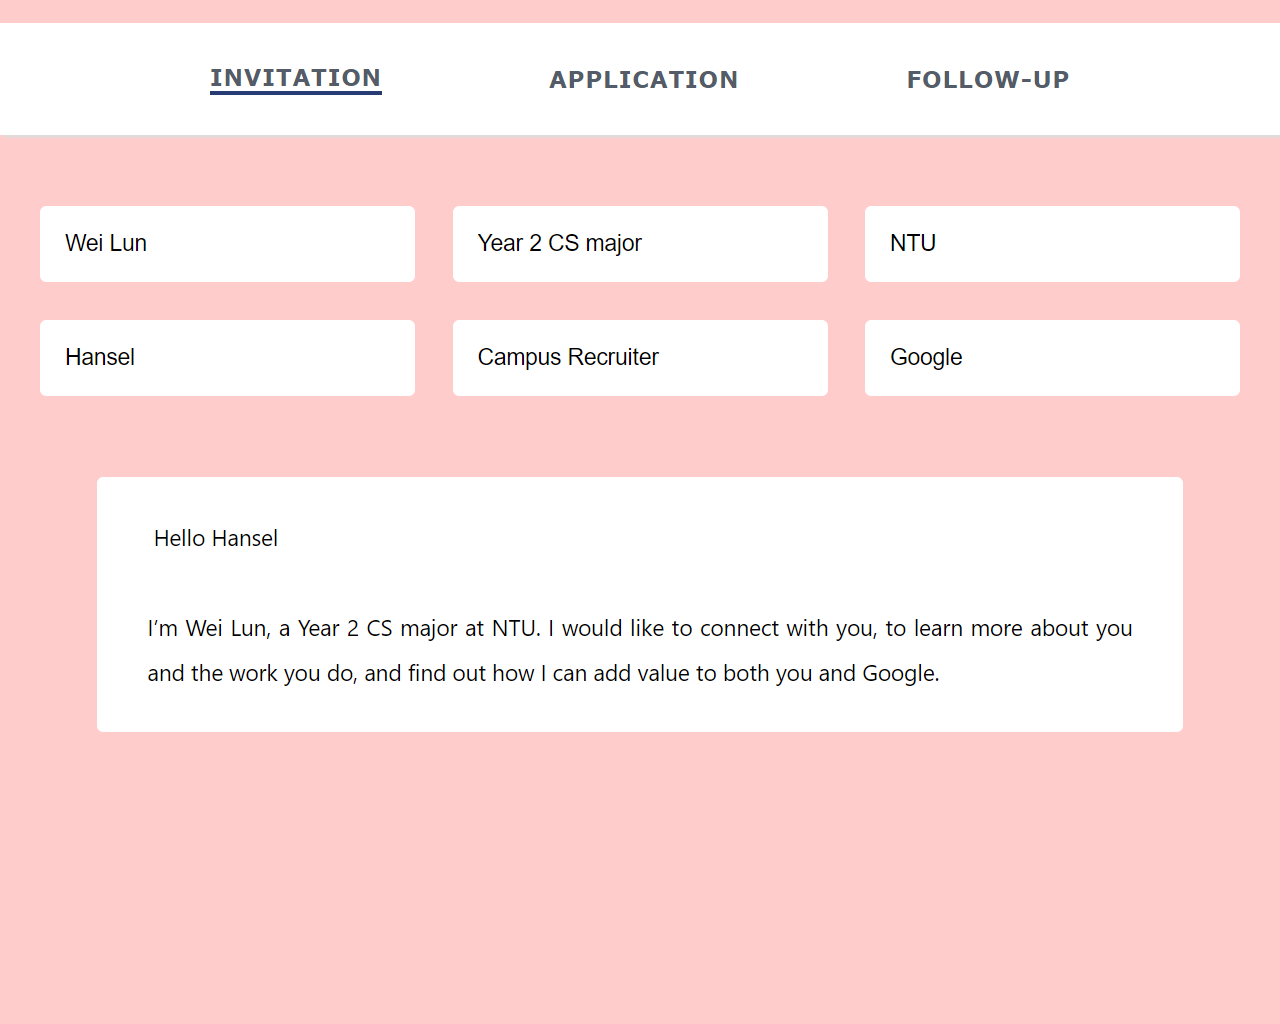 INVITATION APPLICATION FOLLOW-UP
Wei Lun Year 2 CS major NTU
Hansel Campus Recruiter Google
Hello Hansel
I’m Wei Lun, a Year 2 CS major at NTU. I would like to connect with you, to learn more about you
and the work you do, and find out how I can add value to both you and Google.